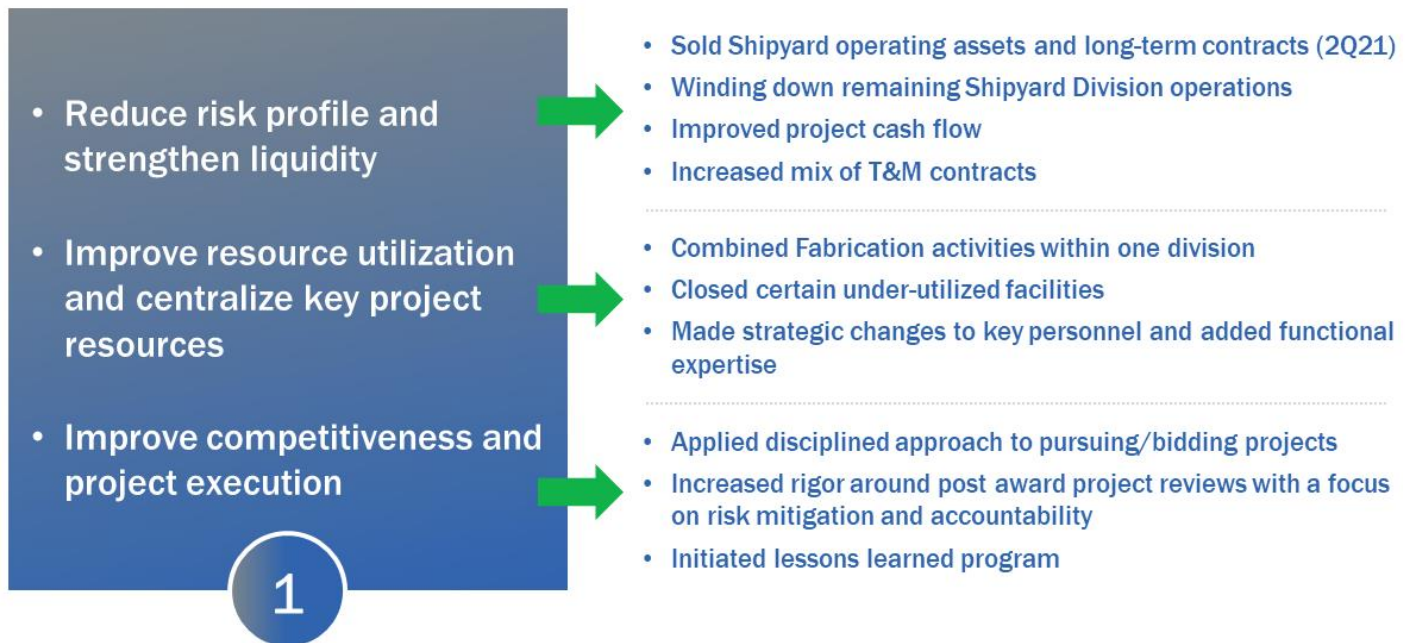 • Reduce risk profile and
strengthen liquidity
• Sold Shipyard operating assets and long-term contracts (2Q21)
• Winding down remaining Shipyard Division operations
• Improved project cash flow
• Increased mix of T&M contracts
• Improve resource utilization
and centralize key project
resources
• Combined Fabrication activities within one division
• Closed certain under-utilized facilities
• Made strategic changes to key personnel and added functional
expertise
• Improve competitiveness and
project execution
• Applied disciplined approach to pursuing/bidding projects
• Increased rigor around post award project reviews with a focus
on risk mitigation and accountability
• Initiated lessons learned program
1